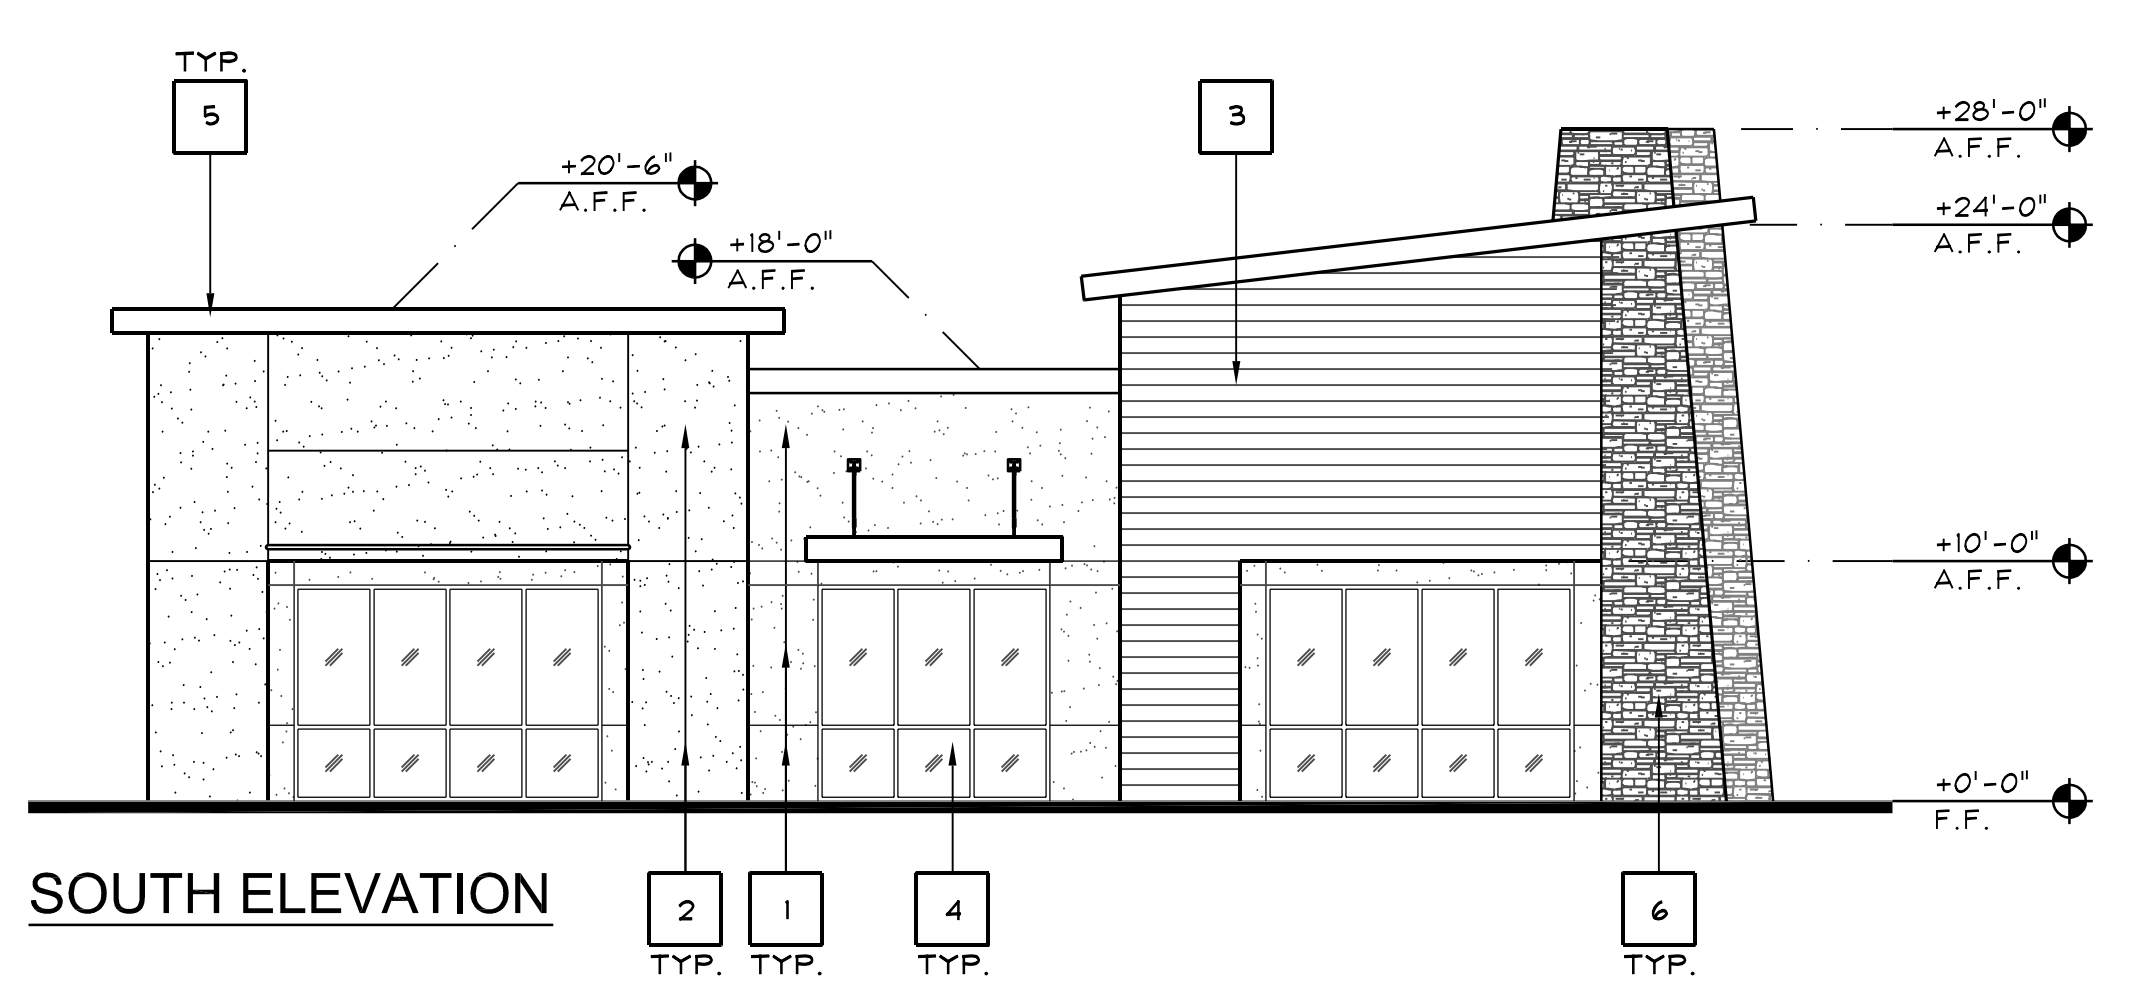 TYP.
5
3
+20'-6"
A.F.F.
+18'-0"
A.F.F.
+28'-0"
A.F.F.
+24'-0"
A.F.F.
+10'-0"
A.F.F.
+0'-0"
F.F.
SOUTH ELEVATION
2
TYP.
1
TYP.
4
TYP.
6
TYP.